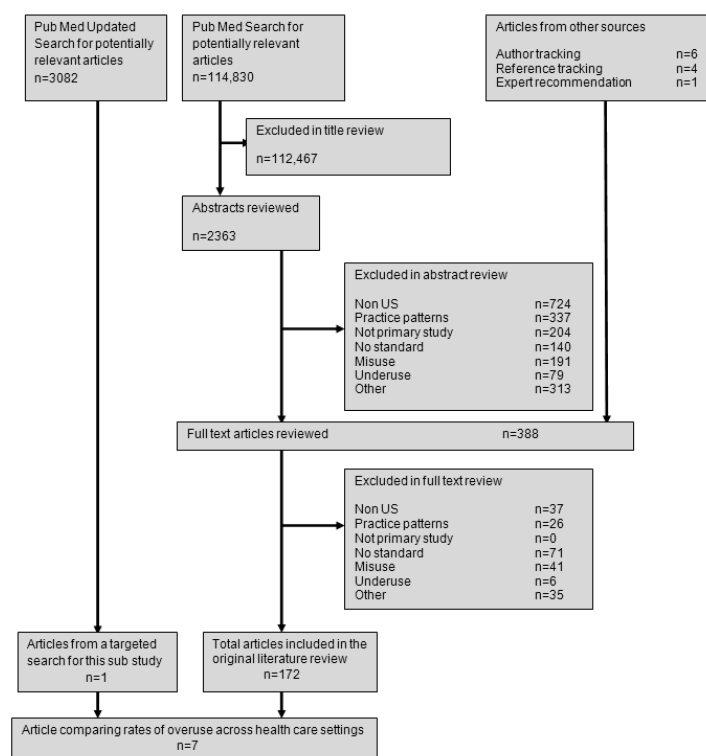 Pub Med Updated
Search for potentially
relevant articles
n=3082
Pub Med Search for
potentially relevant
articles
n=114,830
Articles from other sources
Author tracking n=6
Reference tracking n=4
Expert recommendation n=1
Excluded in title review
n=112,467
Abstracts reviewed
n=2363
Excluded in abstract review
Non US n=724
Practice patterns n=337
Not primary study n=204
No standard n=140
Misuse n=191
Underuse n=79
Other n=313
Full text articles reviewed n=388
Excluded in full text review
Non US n=37
Practice patterns n=26
Not primary study n=0
No standard n=71
Misuse n=41
Underuse n=6
Other n=35
Articles from a targeted
search for this sub study
n=1
Total articles included in the
original literature review
n=172
Article comparing rates of overuse across health care settings
n=7